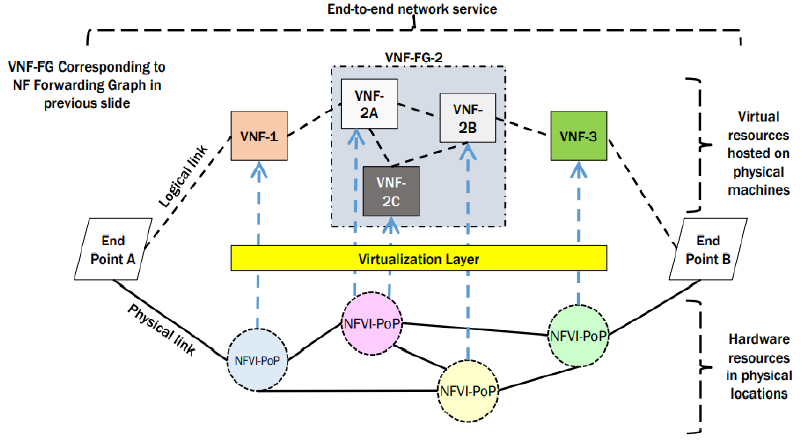 End-to-end network service
VNF-FG Corresponding to
NF Forwarding Graph in
previous slide
VNF-FG-2
VNF-
2A
VNF-
2B
VNF-1
VNF-3
VNF-
2C
Logical link
Virtual
resources
hosted on
physical
machines
End
Point A
End
Point B
Virtualization Layer
Physical link
NFVI-PoP
NFVI-PoP
NFVI-PoP
NFVI-PoP
Hardware
resources
in physical
locations